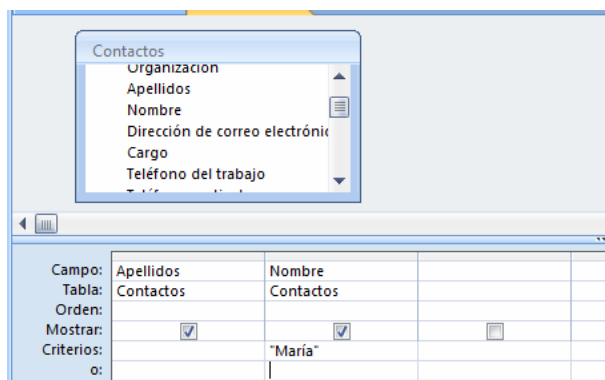 Contactos
Organización
Apellidos
Nombre
Dirección de correo electrónic
Cargo
Teléfono del trabajo
Campo: Apellidos Nombre
Tabla: Contactos Contactos
Orden:
Mostrar:
Criterios: "María"
o: